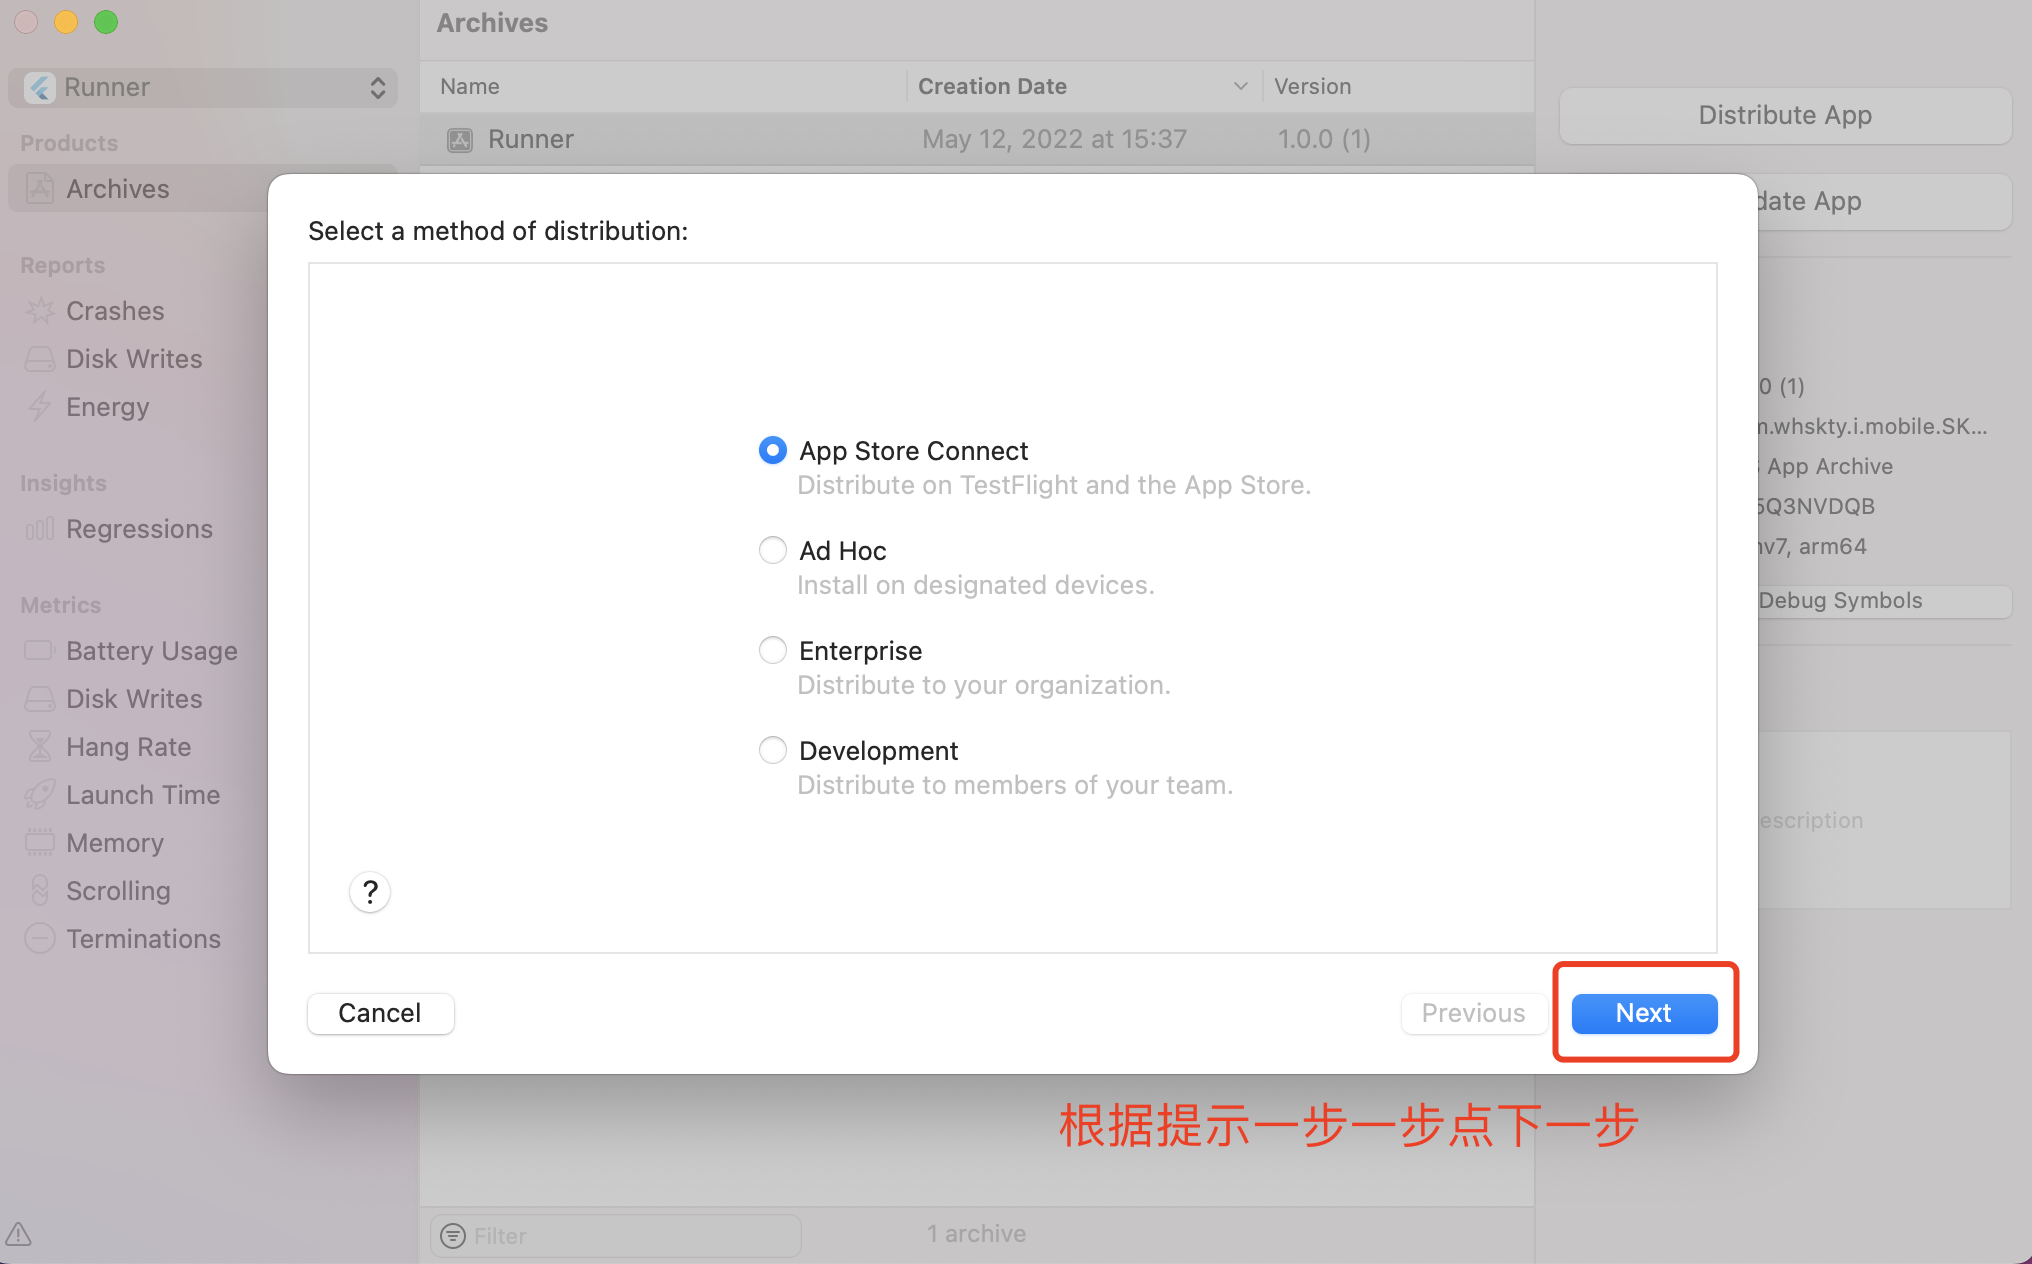 Archives
Runner
Name
Creation Date
Version
Distribute App
Products
Runner
May 12, 2022 at 15:37
1.0.0 (1)
Archives
date App
Select a method of distribution:
Reports
Crashes
Disk Writes
Energy
0 (1)
.whskty.i.mobile.SK...
App Archive
App Store Connect
Distribute on TestFlight and the App Store.
Insights
Regressions
5Q3NVDQB
v7, arm64
Ad Hoc
Install on designated devices.
Debug Symbols
Metrics
Battery Usage
Disk Writes
Hang Rate
Launch Time
Memory
Scrolling
Terminations
Enterprise
Distribute to your organization.
Development
Distribute to members of your team.
escription
?
Cancel
Previous
Next
根据提示一步一步点下一步
Filter
1 archive